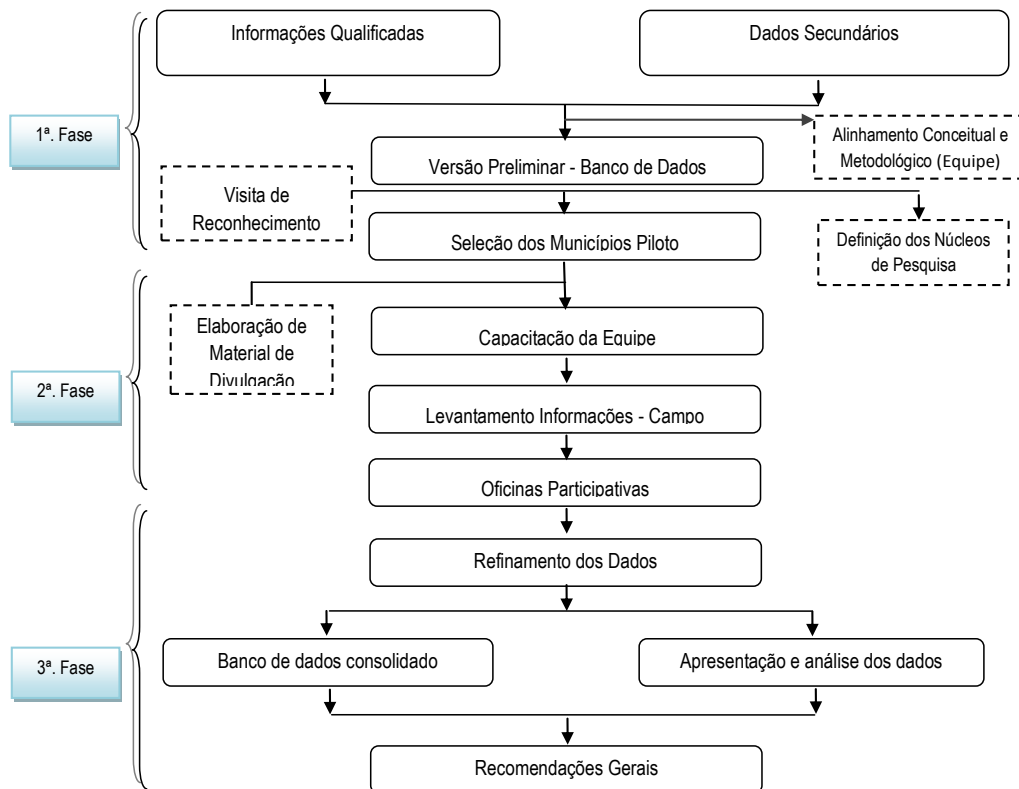 Informações Qualificadas
Dados Secundários
1ª. Fase
Alinhamento Conceitual e
Metodológico (Equipe)
Versão Preliminar - Banco de Dados
Visita de
Reconhecimento
Seleção dos Municípios Piloto
Definição dos Núcleos
de Pesquisa
Elaboração de
Material de
Divulgação
Capacitação da Equipe
2ª. Fase
Levantamento Informações - Campo
Oficinas Participativas
Refinamento dos Dados
3ª. Fase
Banco de dados consolidado
Apresentação e análise dos dados
Recomendações Gerais